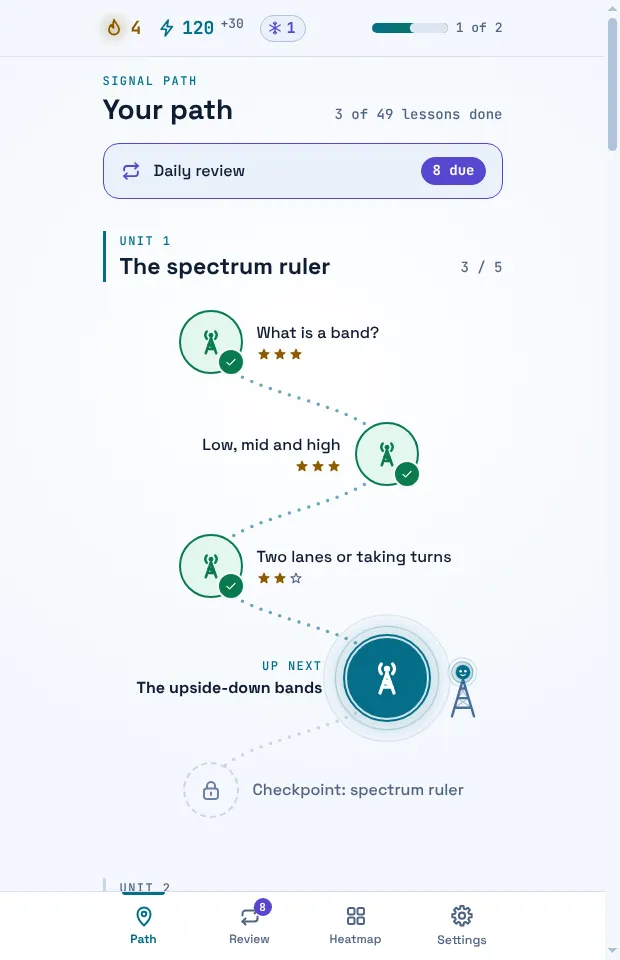 4 120 +30 1 1 of 2
SIGNAL PATH
Your path
3 of 49 lessons done
Daily review 8 due
UNIT 1
The spectrum ruler 3 / 5
What is a band?
Low, mid and high
Two lanes or taking turns
UP NEXT
The upside-down bands
Checkpoint: spectrum ruler
UNIT 2
8
Path Review Heatmap Settings